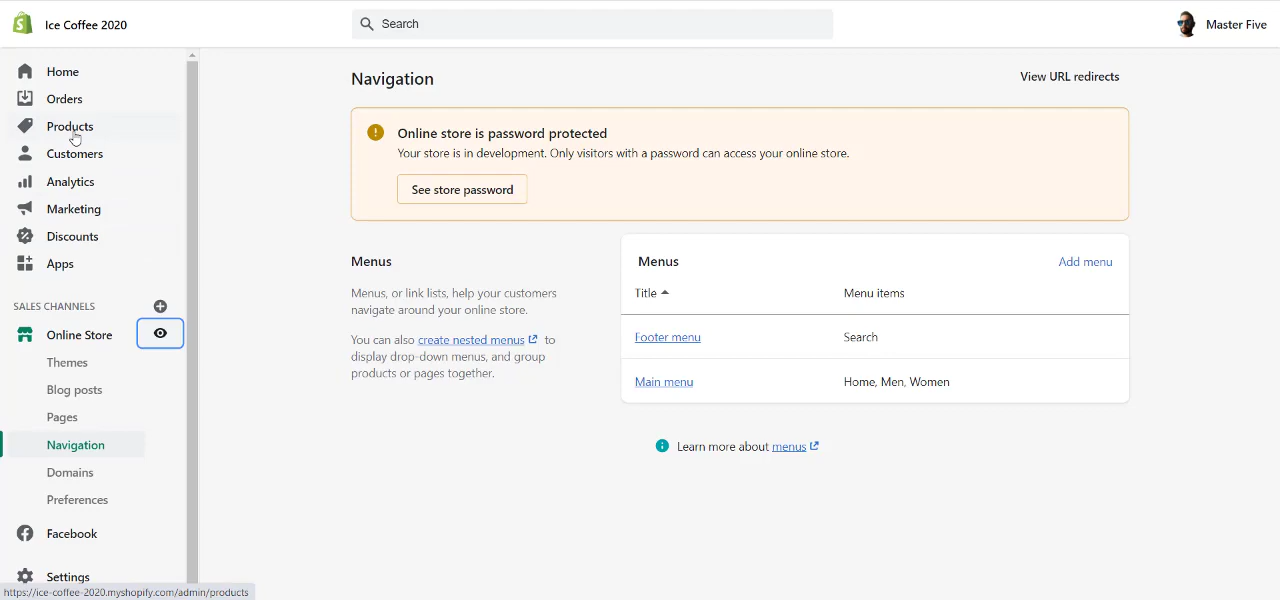 Ice Coffee 2020
Search
Master Five
Home
Orders
Products
Customers
Analytics
Marketing
Discounts
Apps
SALES CHANNELS
Online Store
Themes
Blog posts
Pages
Navigation
Domains
Preferences
Facebook
Settings
https://ice-coffee-2020.myshopify.com/admin/products
Navigation
View URL redirects
Online store is password protected
Your store is in development. Only visitors with a password can access your online store.
See store password
Menus
Menus, or link lists, help your customers
navigate around your online store.
You can also create nested menus to
display drop-down menus, and group
products or pages together.
Menus
Add menu
Title
Menu items
Footer menu
Search
Main menu
Home, Men, Women
Learn more about menus